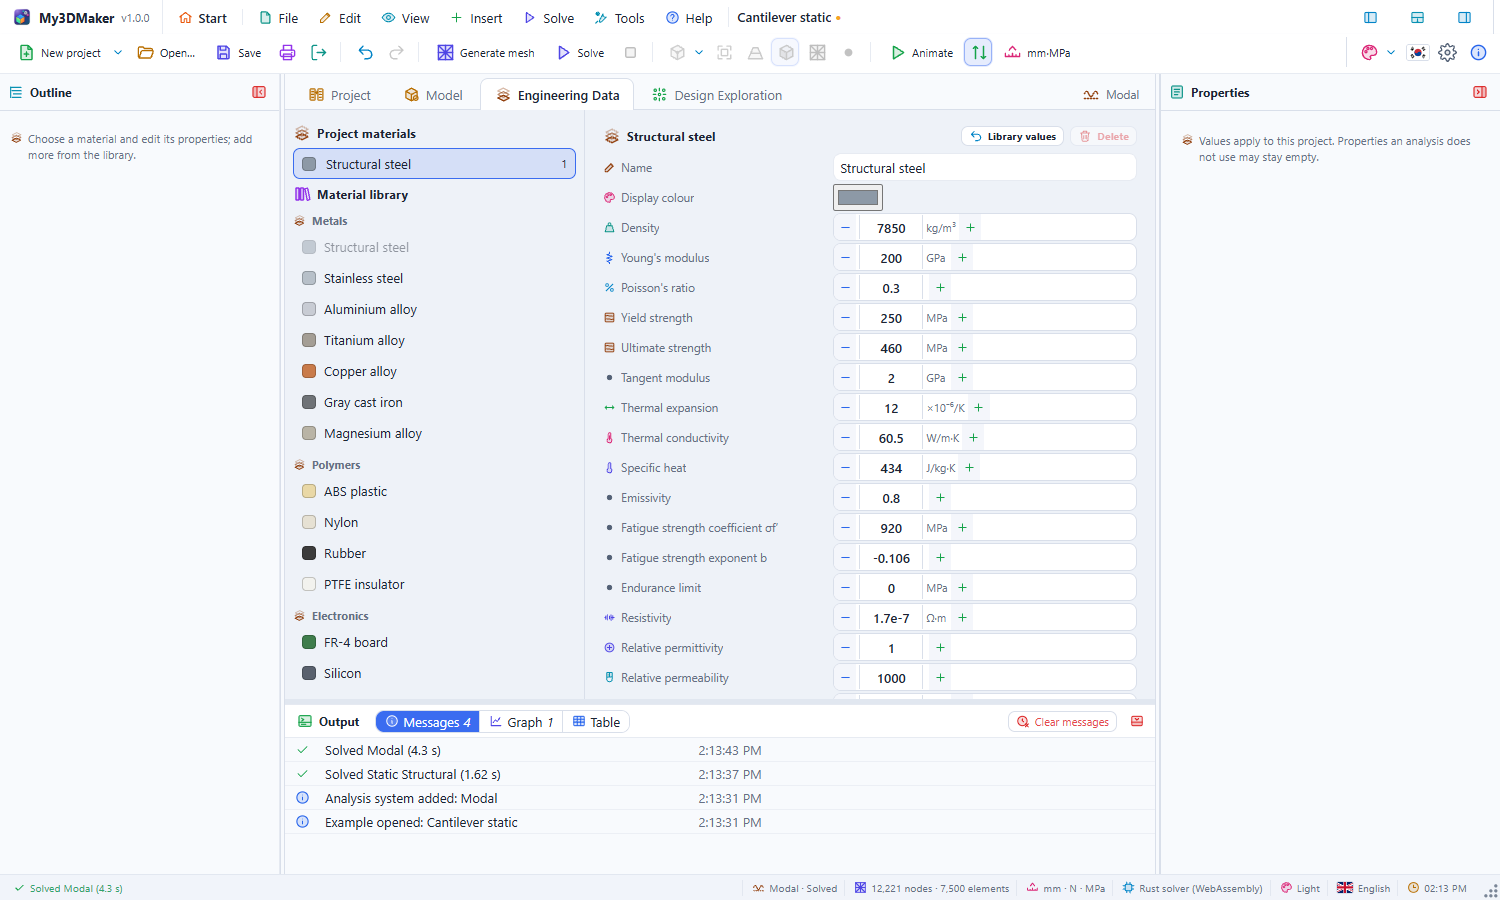 My3DMaker v1.0.0 Start File Edit View Insert Solve Tools Help Cantilever static
New project Open... Save Generate mesh Solve Animate mm·MPa
Outline
Choose a material and edit its properties; add
more from the library.
Project Model Engineering Data Design Exploration Modal
Project materials
Structural steel 1
Material library
Metals
Structural steel
Stainless steel
Aluminium alloy
Titanium alloy
Copper alloy
Gray cast iron
Magnesium alloy
Polymers
ABS plastic
Nylon
Rubber
PTFE insulator
Electronics
FR-4 board
Silicon
Structural steel Library values Delete
Name Structural steel
Display colour
Density − 7850 kg/m³ +
Young's modulus − 200 GPa +
Poisson's ratio − 0.3 +
Yield strength − 250 MPa +
Ultimate strength − 460 MPa +
Tangent modulus − 2 GPa +
Thermal expansion − 12 ×10⁻⁶/K +
Thermal conductivity − 60.5 W/m·K +
Specific heat − 434 J/kg·K +
Emissivity − 0.8 +
Fatigue strength coefficient σf′ − 920 MPa +
Fatigue strength exponent b − -0.106 +
Endurance limit − 0 MPa +
Resistivity − 1.7e-7 Ω·m +
Relative permittivity − 1 +
Relative permeability − 1000 +
Properties
Values apply to this project. Properties an analysis does
not use may stay empty.
Output Messages 4 Graph 1 Table Clear messages
Solved Modal (4.3 s) 2:13:43 PM
Solved Static Structural (1.62 s) 2:13:37 PM
Analysis system added: Modal 2:13:31 PM
Example opened: Cantilever static 2:13:31 PM
Solved Modal (4.3 s) Modal · Solved 12,221 nodes · 7,500 elements mm · N · MPa Rust solver (WebAssembly) Light English 02:13 PM